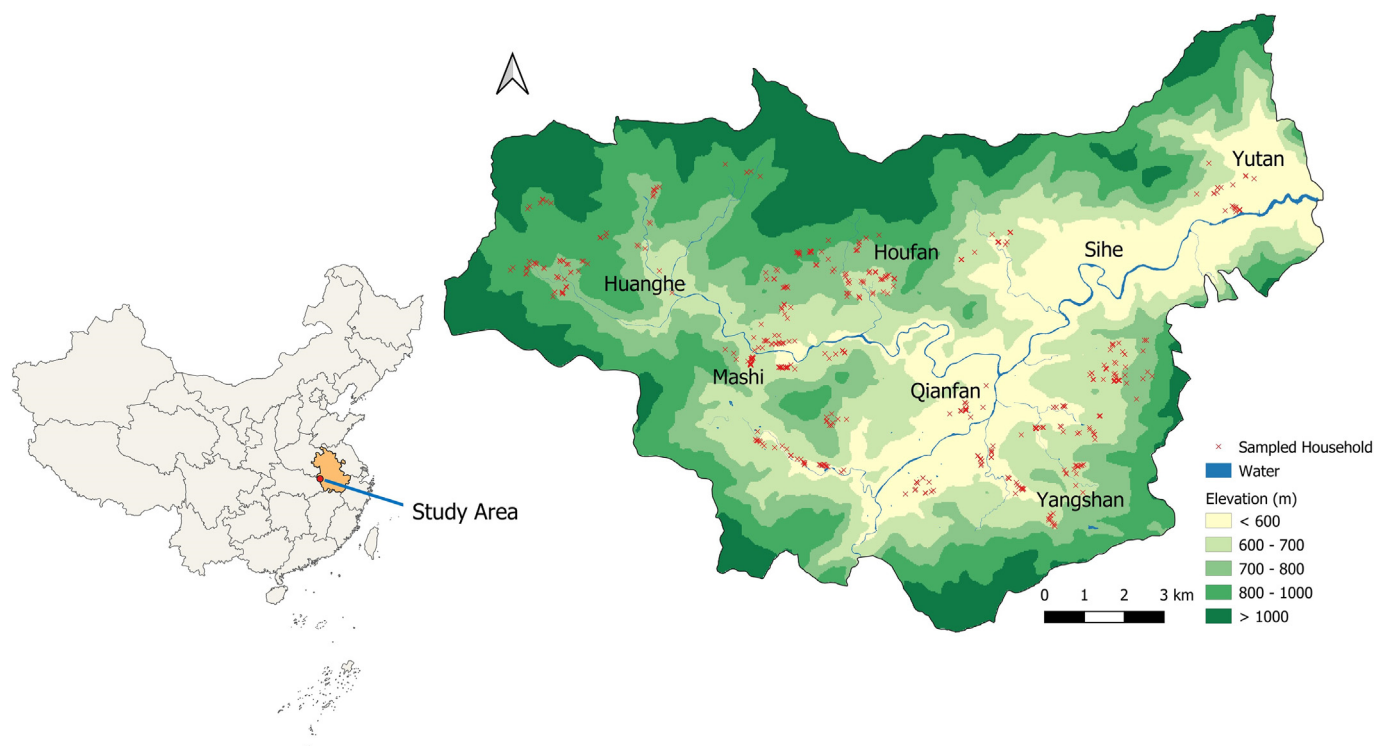 Study Area
Yutan
Sihe
Houfan
Huanghe
Mashi
Qianfan
Yangshan
Sampled Household
Water
Elevation (m)
< 600
600 - 700
700 - 800
800 - 1000
> 1000
0 1 2 3 km